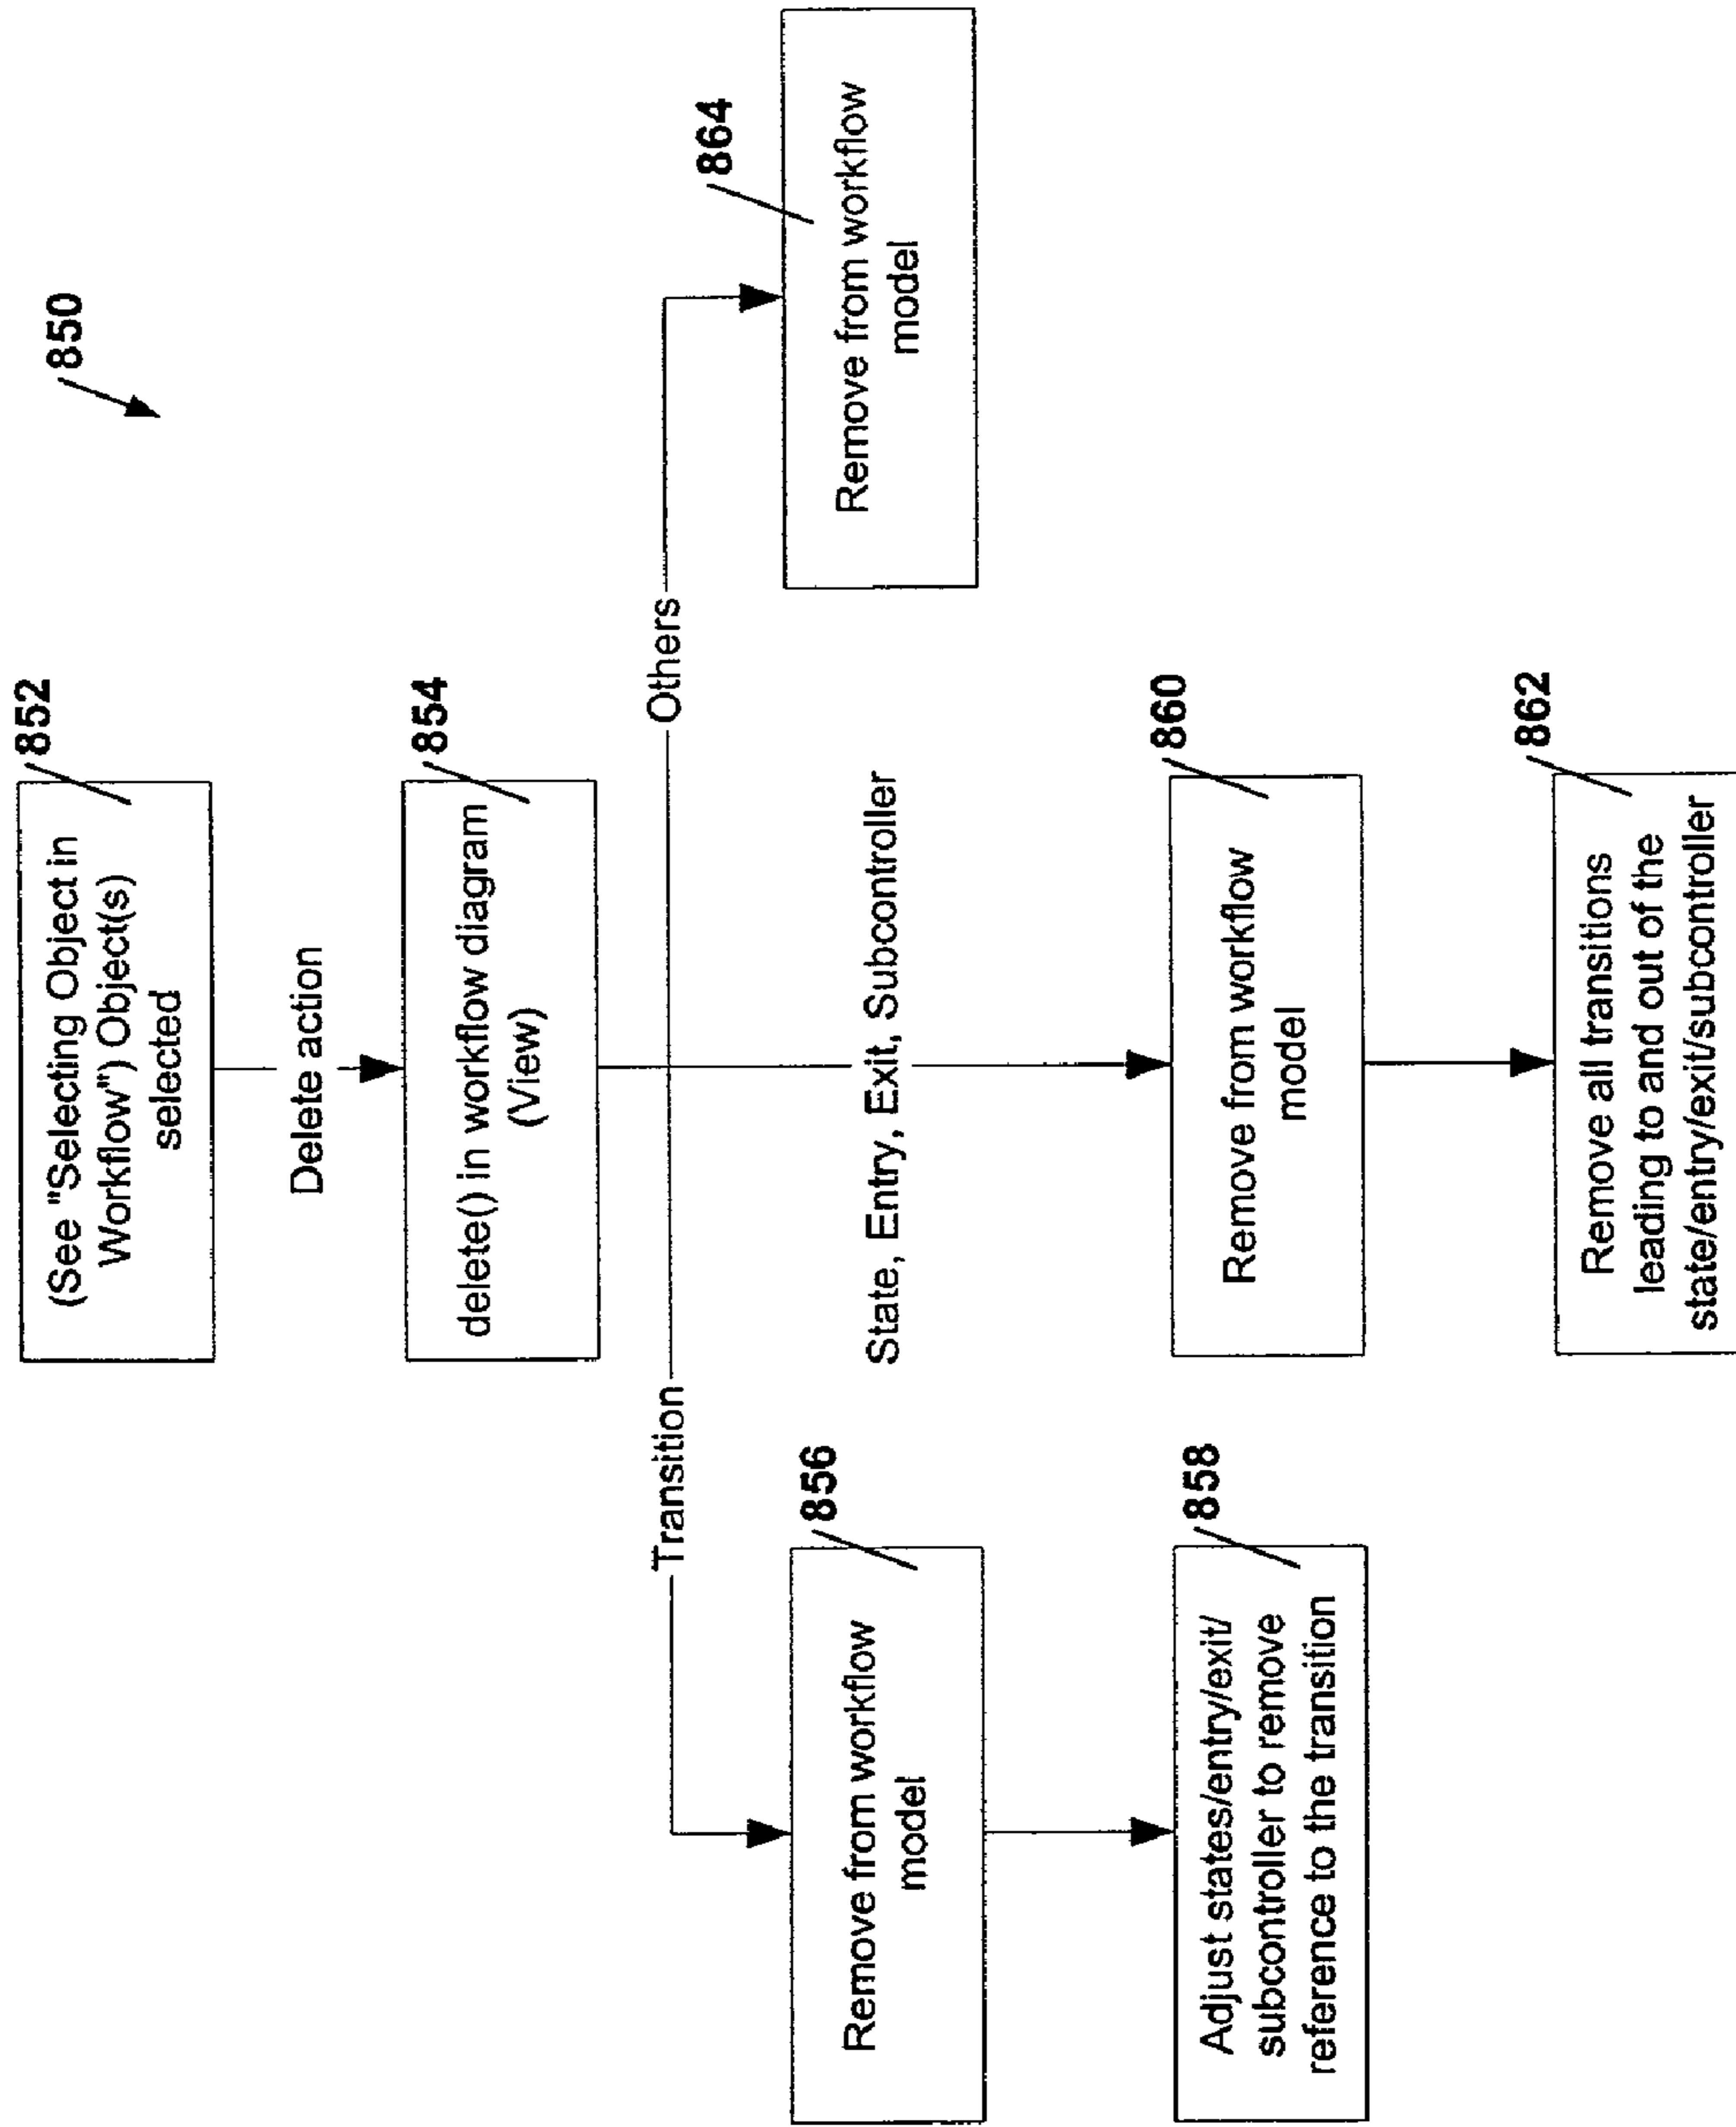 850
852
(See "Selecting Object in
Workflow") Object(s)
selected
Delete action
854
delete() in workflow diagram
(View)
Transition
Others
State, Entry, Exit, Subcontroller
856
Remove from workflow
model
858
Adjust states/entry/exit/
subcontroller to remove
reference to the transition
860
Remove from workflow
model
862
Remove all transitions
leading to and out of the
state/entry/exit/subcontroller
864
Remove from workflow
model